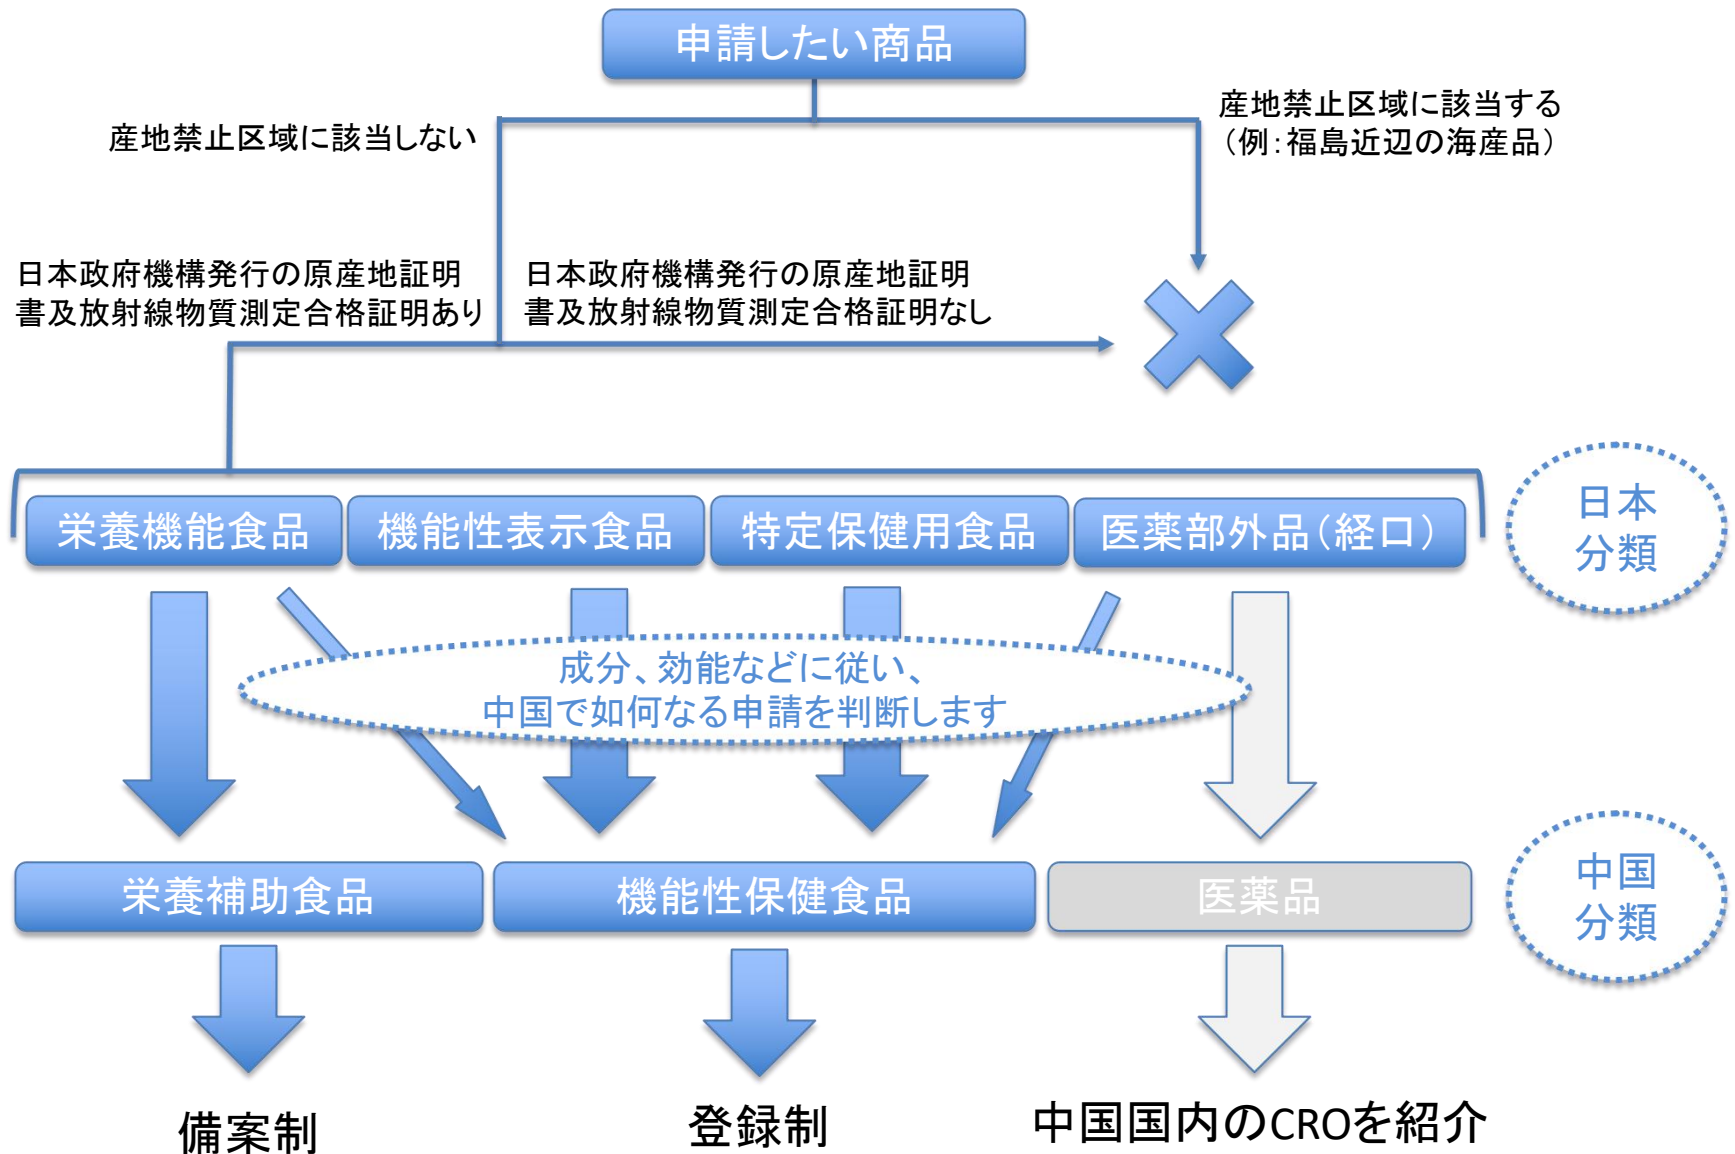 申請したい商品
産地禁止区域に該当しない
産地禁止区域に該当する
（例：福島近辺の海産品）
日本政府機構発行の原産地証明
書及放射線物質測定合格証明あり
日本政府機構発行の原産地証明
書及放射線物質測定合格証明なし
栄養機能食品
機能性表示食品
特定保健用食品
医薬部外品（経口）
日本
分類
成分、効能などに従い、
中国で如何なる申請を判断します
栄養補助食品
機能性保健食品
医薬品
中国
分類
備案制
登録制
中国国内のCROを紹介